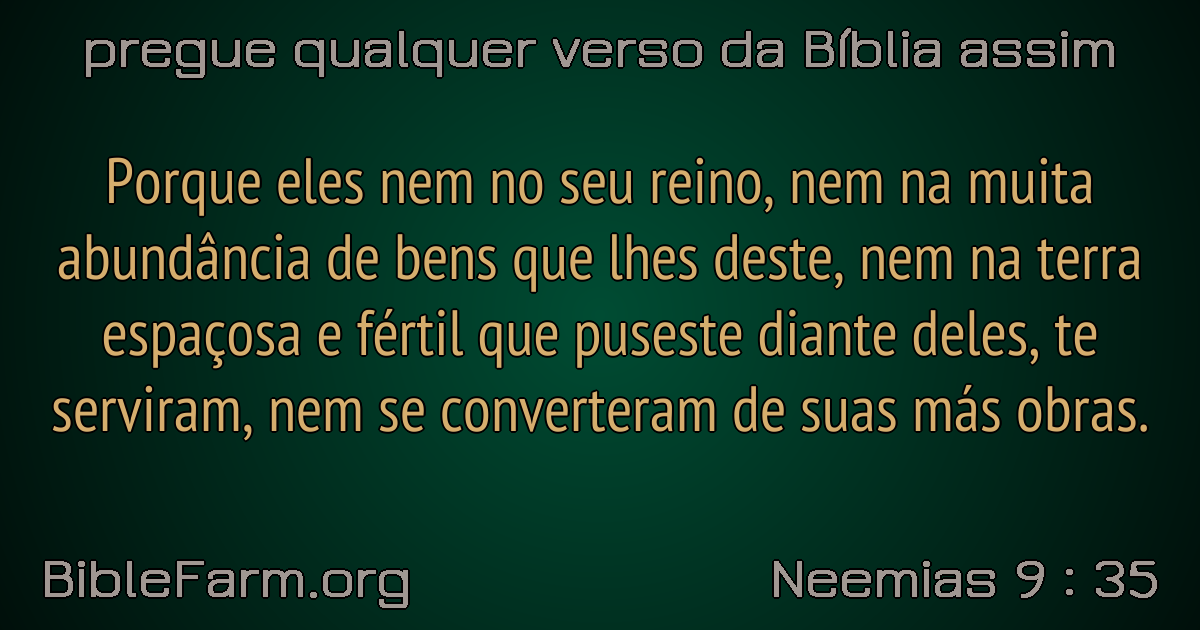 pregue qualquer verso da Bíblia assim
Porque eles nem no seu reino, nem na muita
abundância de bens que lhes deste, nem na terra
espaçosa e fértil que puseste diante deles, te
serviram, nem se converteram de suas más obras.
BibleFarm.org
Neemias 9 : 35